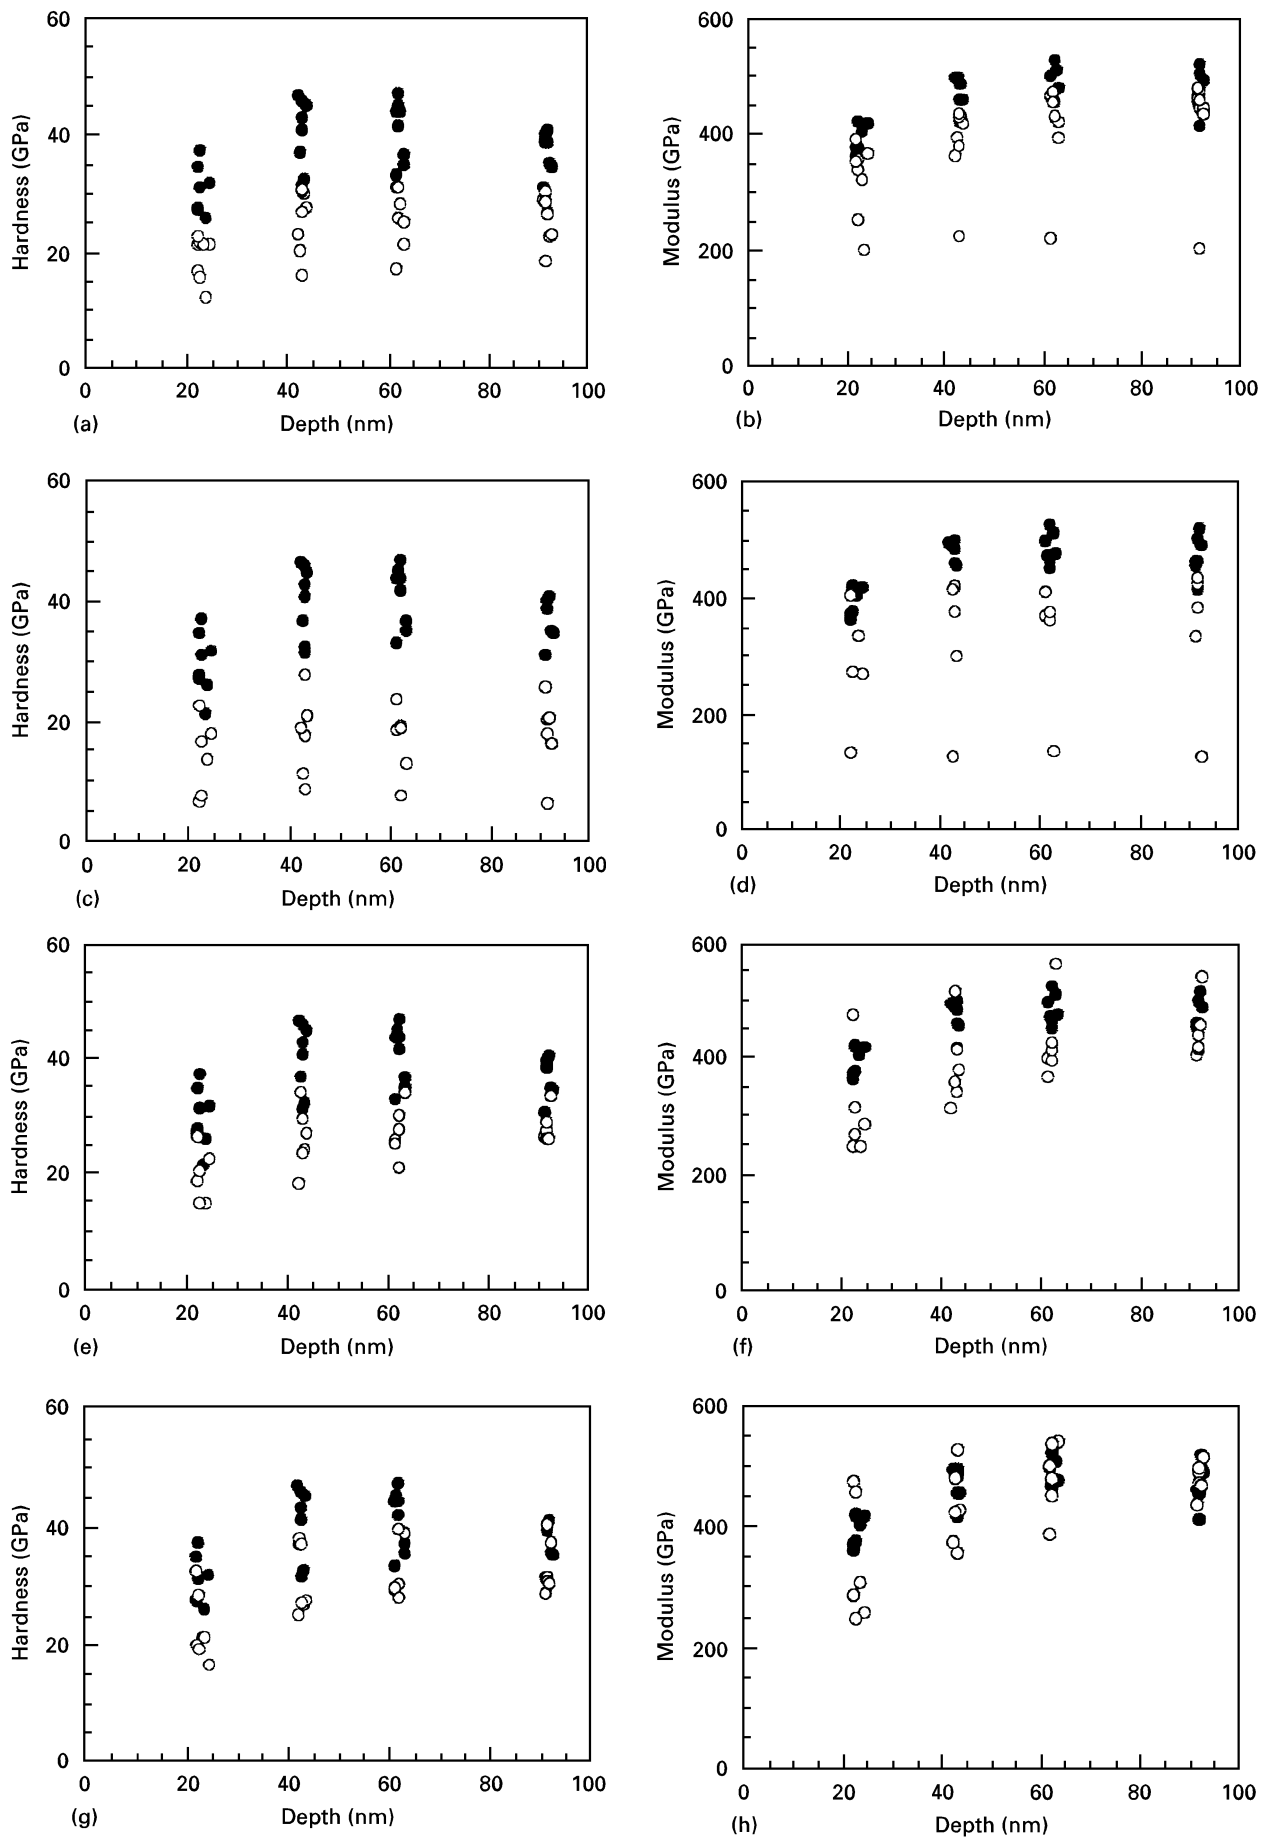 60
40
20
0
Hardness (GPa)
0 20 40 60 80 100
(a) Depth (nm)
600
400
200
0
Modulus (GPa)
0 20 40 60 80 100
(b) Depth (nm)
60
40
20
0
Hardness (GPa)
0 20 40 60 80 100
(c) Depth (nm)
600
400
200
0
Modulus (GPa)
0 20 40 60 80 100
(d) Depth (nm)
60
40
20
0
Hardness (GPa)
0 20 40 60 80 100
(e) Depth (nm)
600
400
200
0
Modulus (GPa)
0 20 40 60 80 100
(f) Depth (nm)
60
40
20
0
Hardness (GPa)
0 20 40 60 80 100
(g) Depth (nm)
600
400
200
0
Modulus (GPa)
0 20 40 60 80 100
(h) Depth (nm)